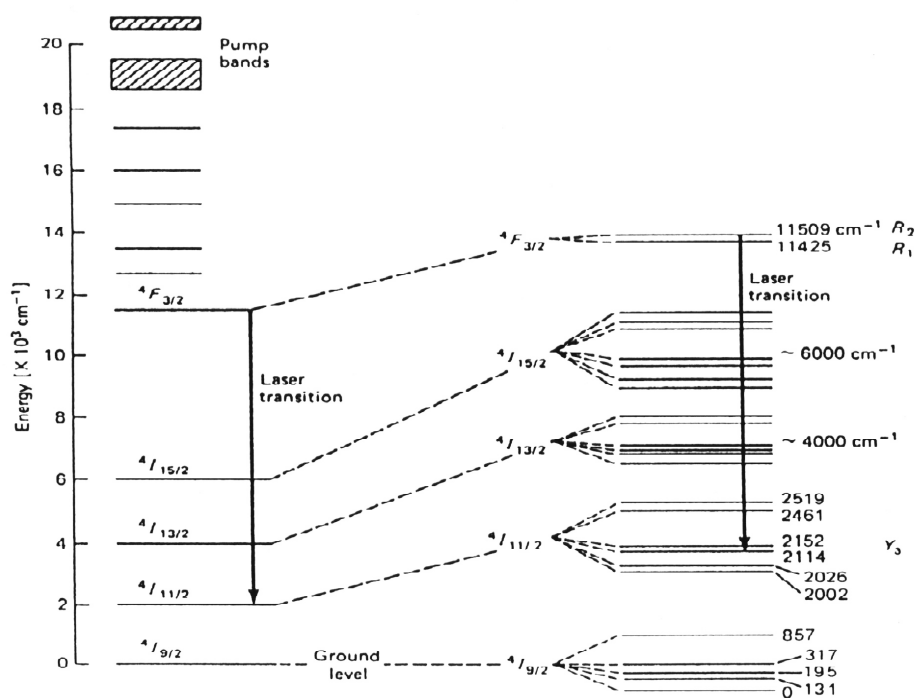 20
18
16
14
12
10
8
6
4
2
0
Energy [X 10³ cm⁻¹]
Pump
bands
⁴F₃/₂
Laser
transition
⁴I₁₅/₂
⁴I₁₃/₂
⁴I₁₁/₂
⁴I₉/₂
Ground
level
⁴F₃/₂
⁴I₁₅/₂
⁴I₁₃/₂
⁴I₁₁/₂
⁴I₉/₂
11509 cm⁻¹ R₂
11425 R₁
Laser
transition
~ 6000 cm⁻¹
~ 4000 cm⁻¹
2519
2461
2152
2114
Y₃
2026
2002
857
317
195
131
0